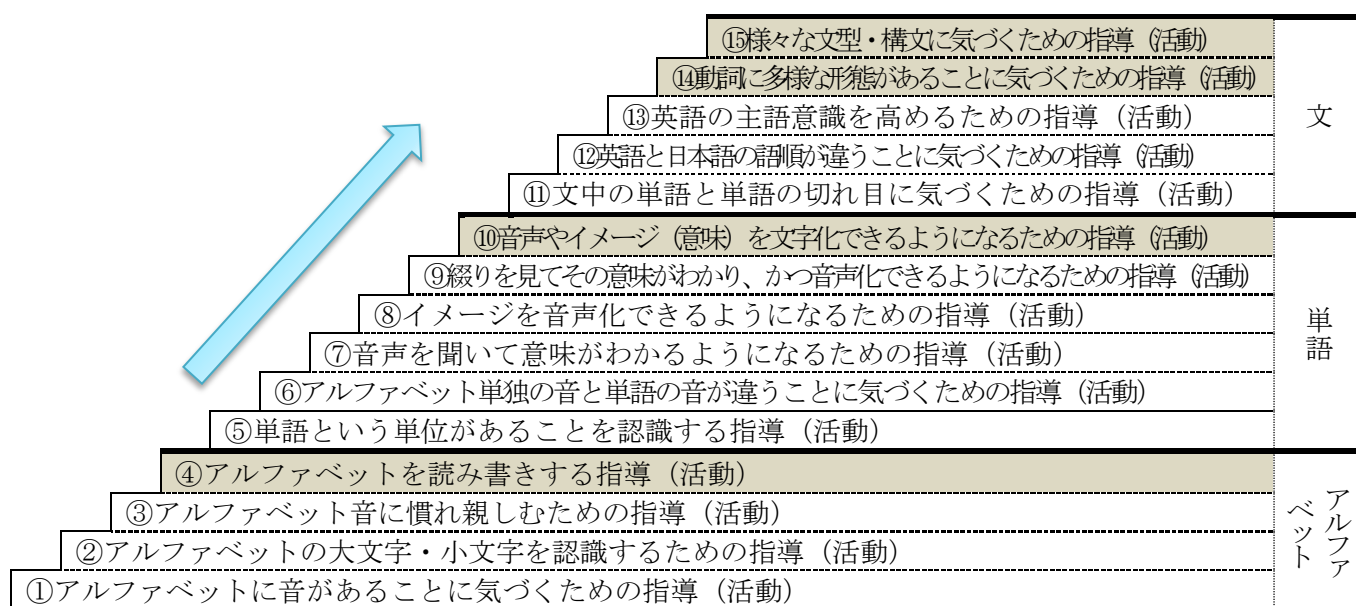 ⑮様々な文型・構文に気づくための指導（活動）
⑭動詞に多様な形態があることに気づくための指導（活動）
⑬英語の主語意識を高めるための指導（活動）
⑫英語と日本語の語順が違うことに気づくための指導（活動）
⑪文中の単語と単語の切れ目に気づくための指導（活動）
文
⑩音声やイメージ（意味）を文字化できるようになるための指導（活動）
⑨綴りを見てその意味がわかり、かつ音声化できるようになるための指導（活動）
⑧イメージを音声化できるようになるための指導（活動）
⑦音声を聞いて意味がわかるようになるための指導（活動）
⑥アルファベット単独の音と単語の音が違うことに気づくための指導（活動）
⑤単語という単位があることを認識する指導（活動）
単語
④アルファベットを読み書きする指導（活動）
③アルファベット音に慣れ親しむための指導（活動）
②アルファベットの大文字・小文字を認識するための指導（活動）
①アルファベットに音があることに気づくための指導（活動）
アルファ
ベット